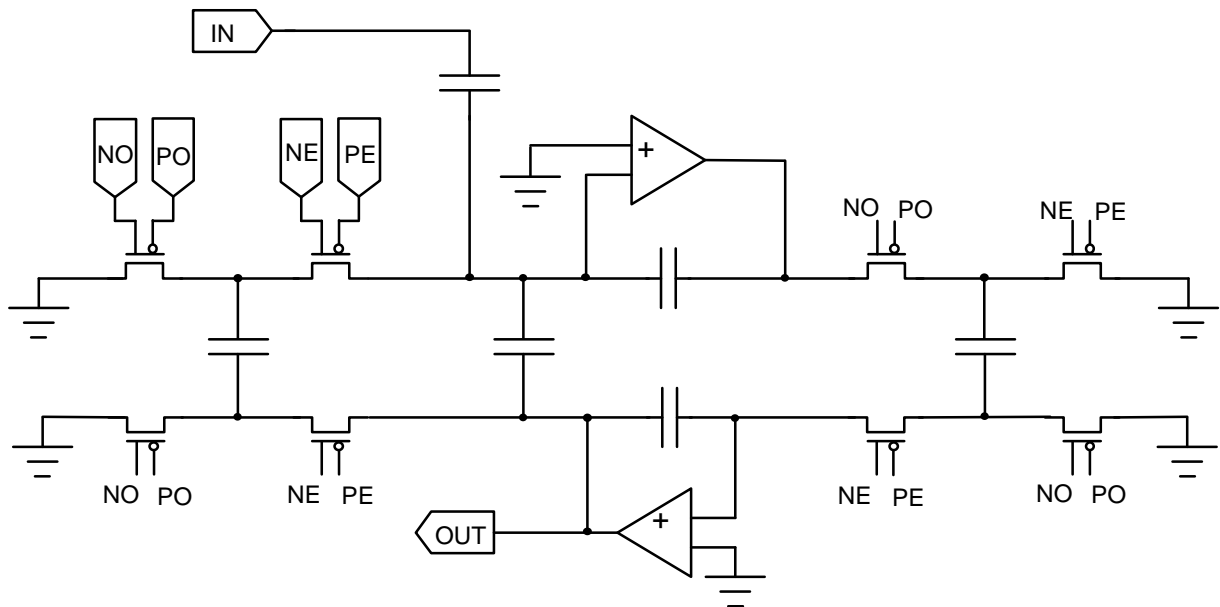 IN
NO PO NE PE
+
NO PO NE PE
NO PO NE PE NE PE NO PO
OUT +